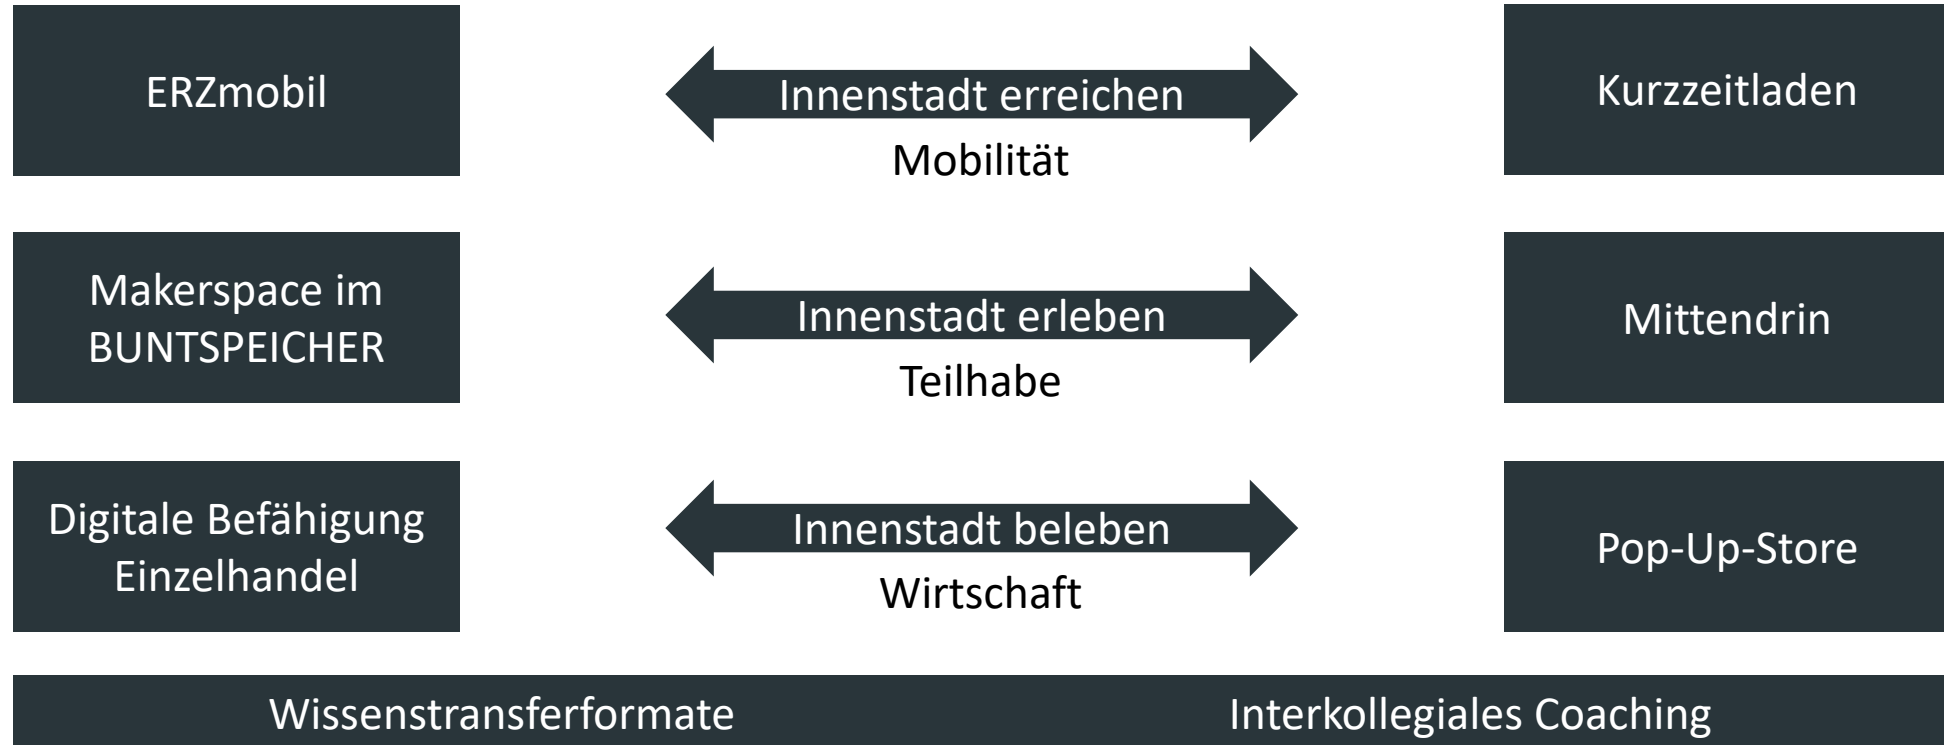 ERZmobil
Innenstadt erreichen
Mobilität
Kurzzeitladen
Makerspace im
BUNTSPEICHER
Innenstadt erleben
Teilhabe
Mittendrin
Digitale Befähigung
Einzelhandel
Innenstadt beleben
Wirtschaft
Pop-Up-Store
Wissenstransferformate
Interkollegiales Coaching